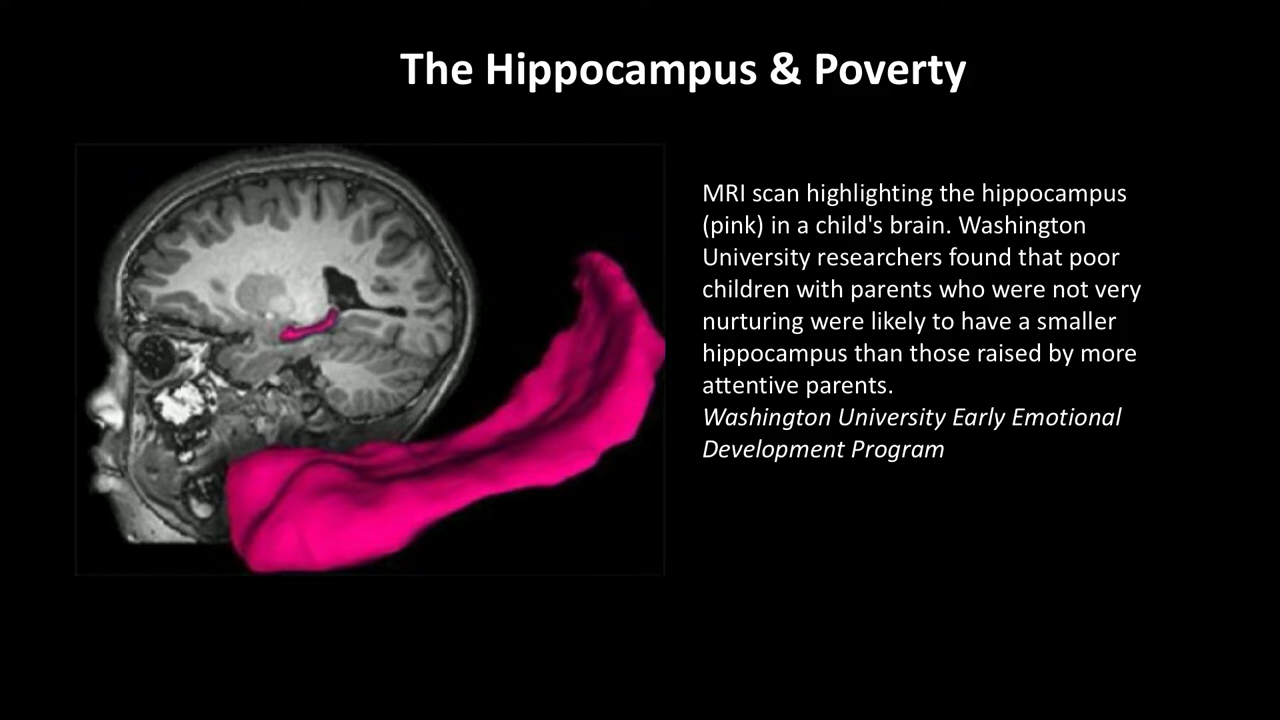 The Hippocampus & Poverty
MRI scan highlighting the hippocampus
(pink) in a child's brain. Washington
University researchers found that poor
children with parents who were not very
nurturing were likely to have a smaller
hippocampus than those raised by more
attentive parents.
Washington University Early Emotional
Development Program